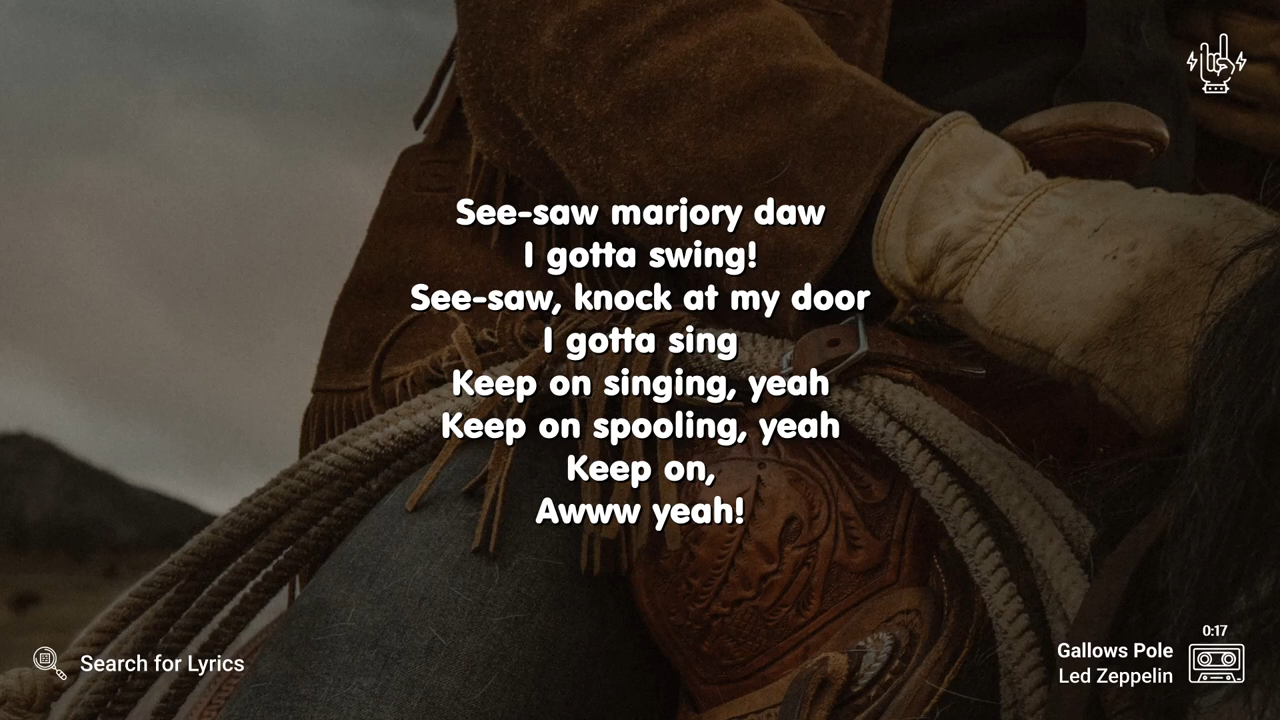 See-saw marjory daw
I gotta swing!
See-saw, knock at my door
I gotta sing
Keep on singing, yeah
Keep on spooling, yeah
Keep on,
Awww yeah!
Search for Lyrics
0:17
Gallows Pole
Led Zeppelin